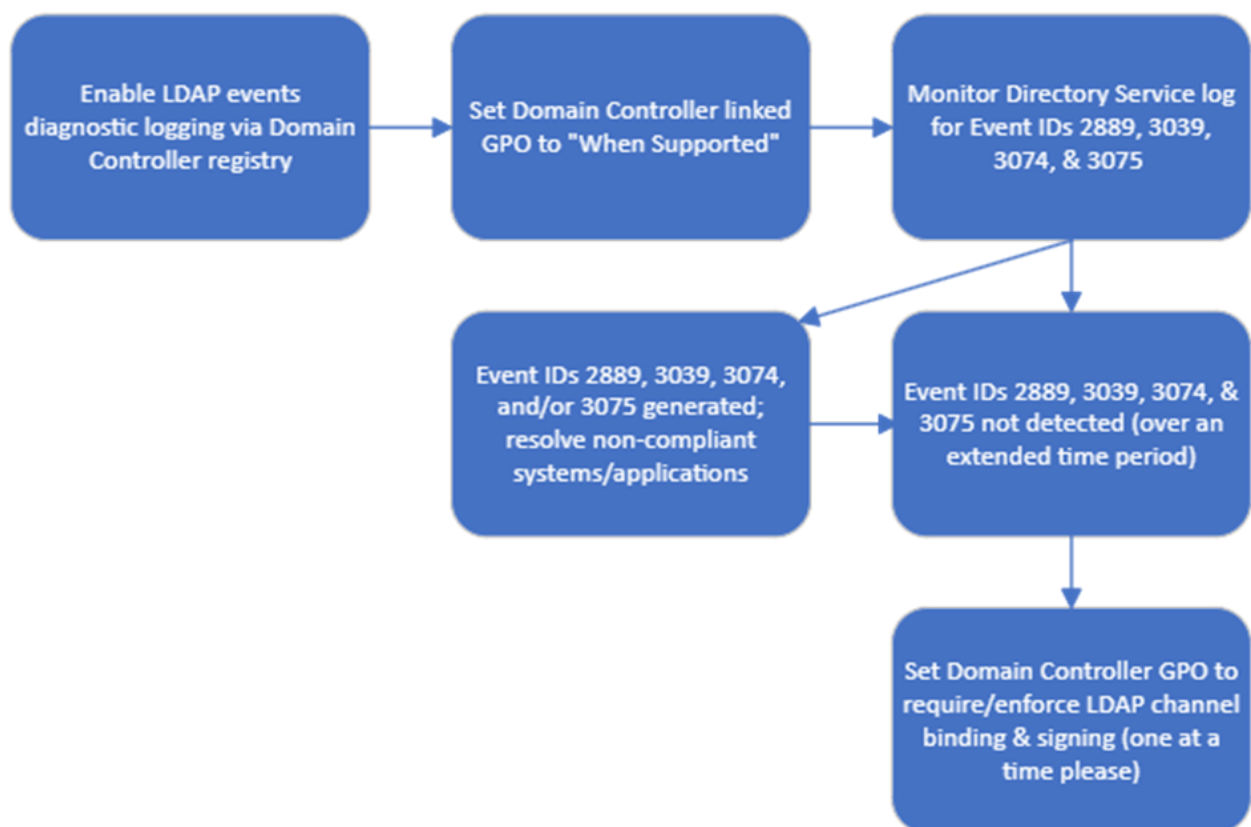 Enable LDAP events
diagnostic logging via Domain
Controller registry
Set Domain Controller linked
GPO to "When Supported"
Monitor Directory Service log
for Event IDs 2889, 3039,
3074, & 3075
Event IDs 2889, 3039, 3074,
and/or 3075 generated;
resolve non-compliant
systems/applications
Event IDs 2889, 3039, 3074, &
3075 not detected (over an
extended time period)
Set Domain Controller GPO to
require/enforce LDAP channel
binding & signing (one at a
time please)